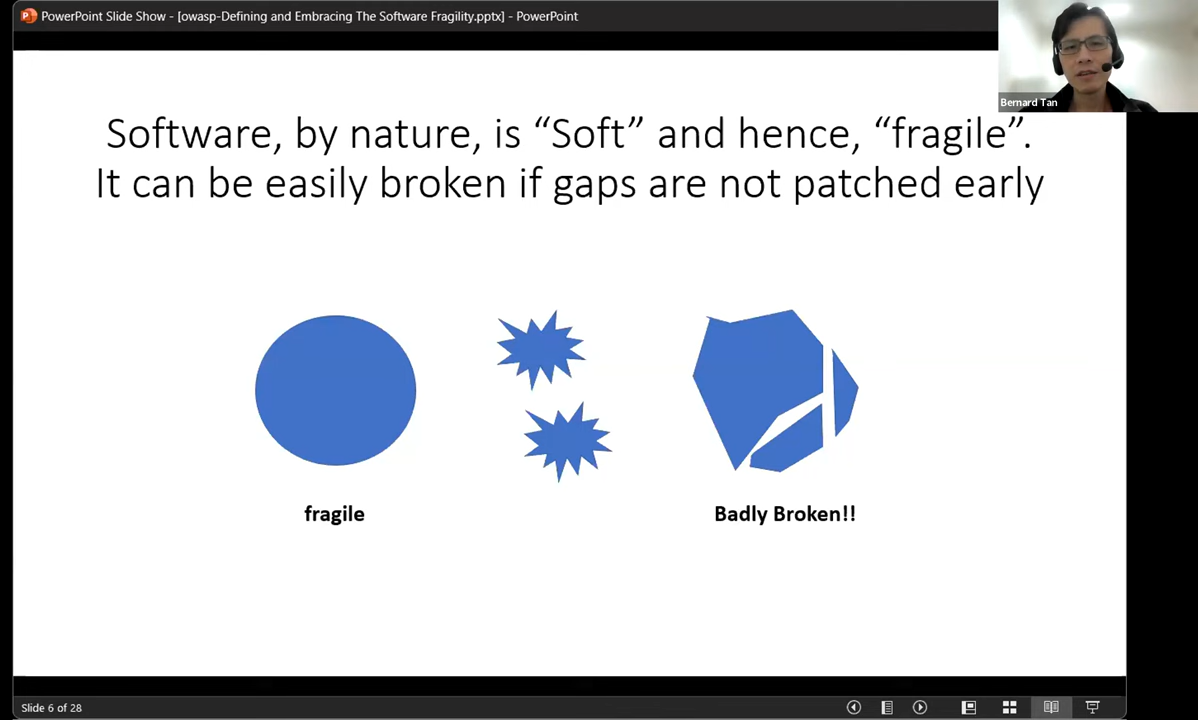 PowerPoint Slide Show - [owasp-Defining and Embracing The Software Fragility.pptx] - PowerPoint
Bernard Tan
Software, by nature, is “Soft” and hence, “fragile”.
It can be easily broken if gaps are not patched early
fragile
Badly Broken!!
Slide 6 of 28